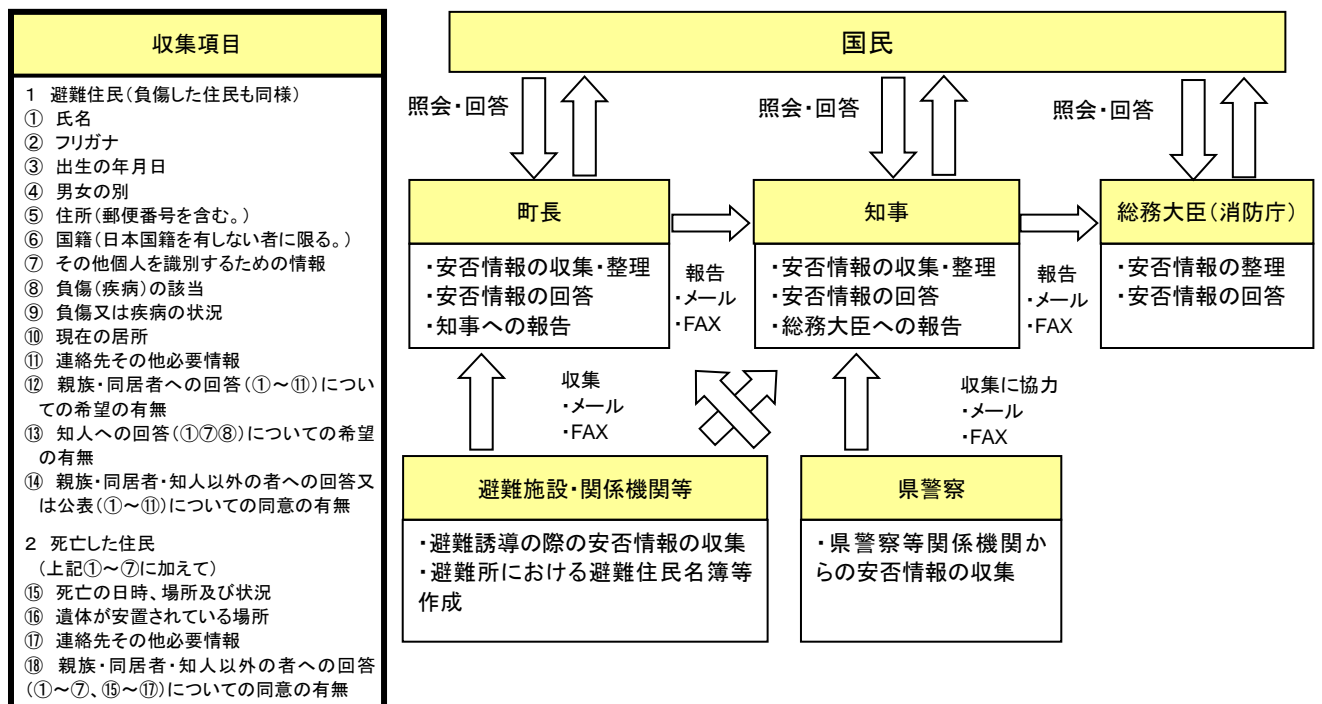 収集項目
1 避難住民(負傷した住民も同様)
① 氏名
② フリガナ
③ 出生の年月日
④ 男女の別
⑤ 住所(郵便番号を含む。)
⑥ 国籍(日本国籍を有しない者に限る。)
⑦ その他個人を識別するための情報
⑧ 負傷(疾病)の該当
⑨ 負傷又は疾病の状況
⑩ 現在の居所
⑪ 連絡先その他必要情報
⑫ 親族・同居者への回答(①～⑪)につい
ての希望の有無
⑬ 知人への回答(①⑦⑧)についての希望
の有無
⑭ 親族・同居者・知人以外の者への回答又
は公表(①～⑪)についての同意の有無
2 死亡した住民
(上記①～⑦に加えて)
⑮ 死亡の日時、場所及び状況
⑯ 遺体が安置されている場所
⑰ 連絡先その他必要情報
⑱ 親族・同居者・知人以外の者への回答
(①～⑦、⑮～⑰)についての同意の有無
国民
照会・回答
照会・回答
照会・回答
町長
・安否情報の収集・整理
・安否情報の回答
・知事への報告
報告
・メール
・FAX
知事
・安否情報の収集・整理
・安否情報の回答
・総務大臣への報告
報告
・メール
・FAX
総務大臣(消防庁)
・安否情報の整理
・安否情報の回答
収集
・メール
・FAX
収集に協力
・メール
・FAX
避難施設・関係機関等
・避難誘導の際の安否情報の収集
・避難所における避難住民名簿等
作成
県警察
・県警察等関係機関か
らの安否情報の収集